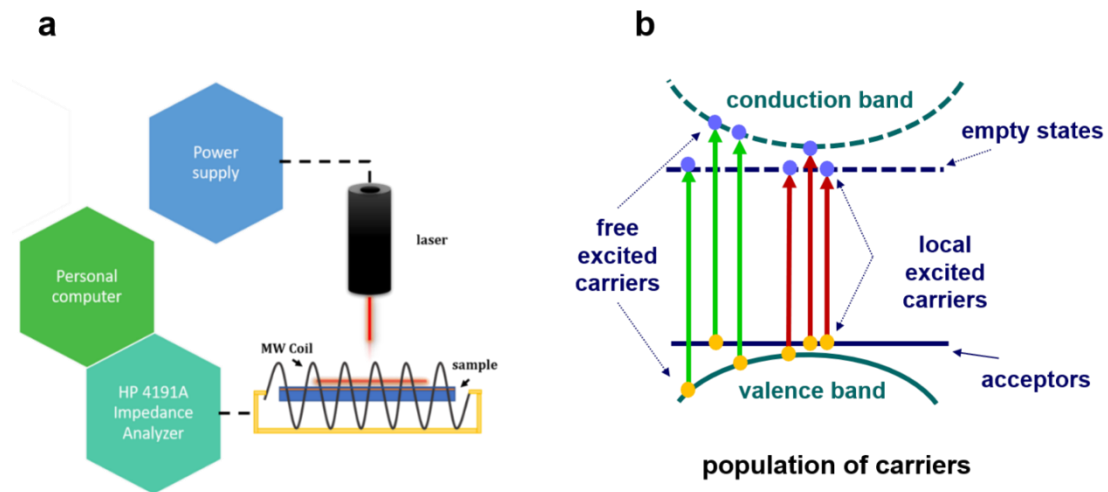 a
Power
supply
Personal
computer
HP 4191A
Impedance
Analyzer
laser
MW Coil
sample
b
conduction band
empty states
free
excited
carriers
local
excited
carriers
acceptors
valence band
population of carriers